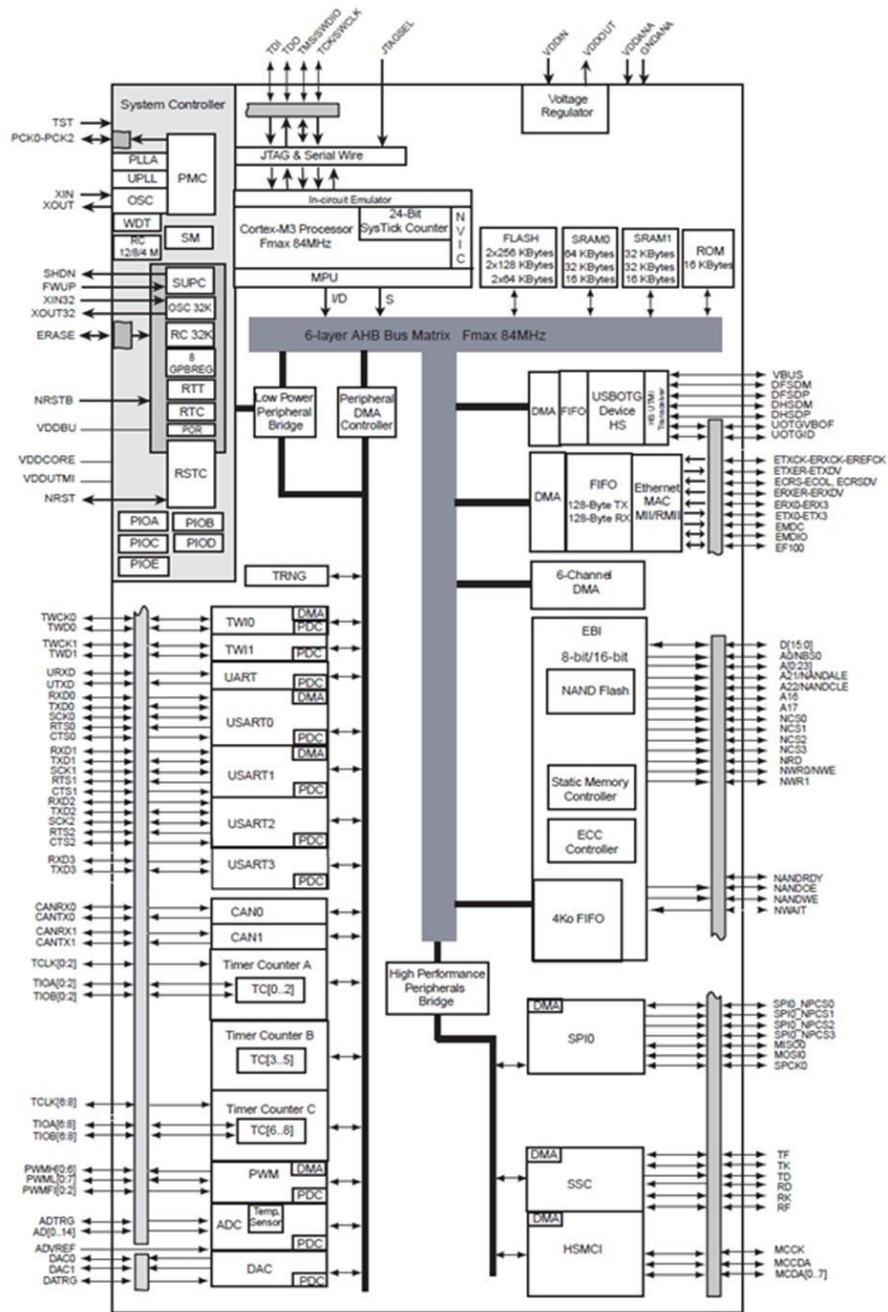 TDI
TDO
TMS/SWDIO
TCK/SWCLK
JTAGSEL
VDDIN
VDDOUT
VDDANA
GNDANA
System Controller
Voltage
Regulator
TST
PCK0-PCK2
PLLA
UPLL
OSC
PMC
XIN
XOUT
WDT
RC
12/8/4 M
SM
JTAG & Serial Wire
In-circuit Emulator
Cortex-M3 Processor
Fmax 84MHz
24-Bit
SysTick Counter
N
V
I
C
MPU
I/D
S
FLASH
2x256 KBytes
2x128 KBytes
2x64 KBytes
SRAM0
64 KBytes
32 KBytes
16 KBytes
SRAM1
32 KBytes
32 KBytes
16 KBytes
ROM
16 KBytes
SHDN
FWUP
XIN32
XOUT32
ERASE
SUPC
OSC 32K
RC 32K
8
GPBREG
RTT
RTC
POR
RSTC
NRSTB
VDDBU
VDDCORE
VDDUTMI
NRST
PIOA
PIOB
PIOC
PIOD
PIOE
6-layer AHB Bus Matrix Fmax 84MHz
Low Power
Peripheral
Bridge
Peripheral
DMA
Controller
DMA
FIFO
USBOTG
Device
HS
HS UTMI
Transceiver
VBUS
DFSDM
DFSDP
DHSDM
DHSDP
UOTGVBOF
UOTGID
DMA
FIFO
128-Byte TX
128-Byte RX
Ethernet
MAC
MII/RMII
ETXCK-ERXCK-EREFCK
ETXER-ETXDV
ECRS-ECOL, ECRSDV
ERXER-ERXDV
ERX0-ERX3
ETX0-ETX3
EMDC
EMDIO
EF100
6-Channel
DMA
TRNG
TWCK0
TWD0
TWI0
DMA
PDC
TWCK1
TWD1
TWI1
PDC
URXD
UTXD
UART
PDC
RXD0
TXD0
SCK0
RTS0
CTS0
USART0
DMA
PDC
RXD1
TXD1
SCK1
RTS1
CTS1
USART1
DMA
PDC
RXD2
TXD2
SCK2
RTS2
CTS2
USART2
PDC
RXD3
TXD3
USART3
PDC
CANRX0
CANTX0
CAN0
CANRX1
CANTX1
CAN1
TCLK[0:2]
TIOA[0:2]
TIOB[0:2]
Timer Counter A
TC[0..2]
Timer Counter B
TC[3..5]
TCLK[6:8]
TIOA[6:8]
TIOB[6:8]
Timer Counter C
TC[6..8]
PWMH[0:6]
PWML[0:7]
PWMFI[0:2]
PWM
DMA
PDC
ADTRG
AD[0..14]
ADVREF
ADC
Temp.
Sensor
PDC
DAC0
DAC1
DATRG
DAC
PDC
EBI
8-bit/16-bit
NAND Flash
Static Memory
Controller
ECC
Controller
4Ko FIFO
D[15:0]
A0/NBS0
A[0:23]
A21/NANDALE
A22/NANDCLE
A16
A17
NCS0
NCS1
NCS2
NCS3
NRD
NWR0/NWE
NWR1
NANDRDY
NANDOE
NANDWE
NWAIT
High Performance
Peripherals
Bridge
DMA
SPI0
SPI0_NPCS0
SPI0_NPCS1
SPI0_NPCS2
SPI0_NPCS3
MISO0
MOSI0
SPCK0
DMA
SSC
TF
TK
TD
RD
RK
RF
DMA
HSMCI
MCCK
MCCDA
MCDA[0..7]